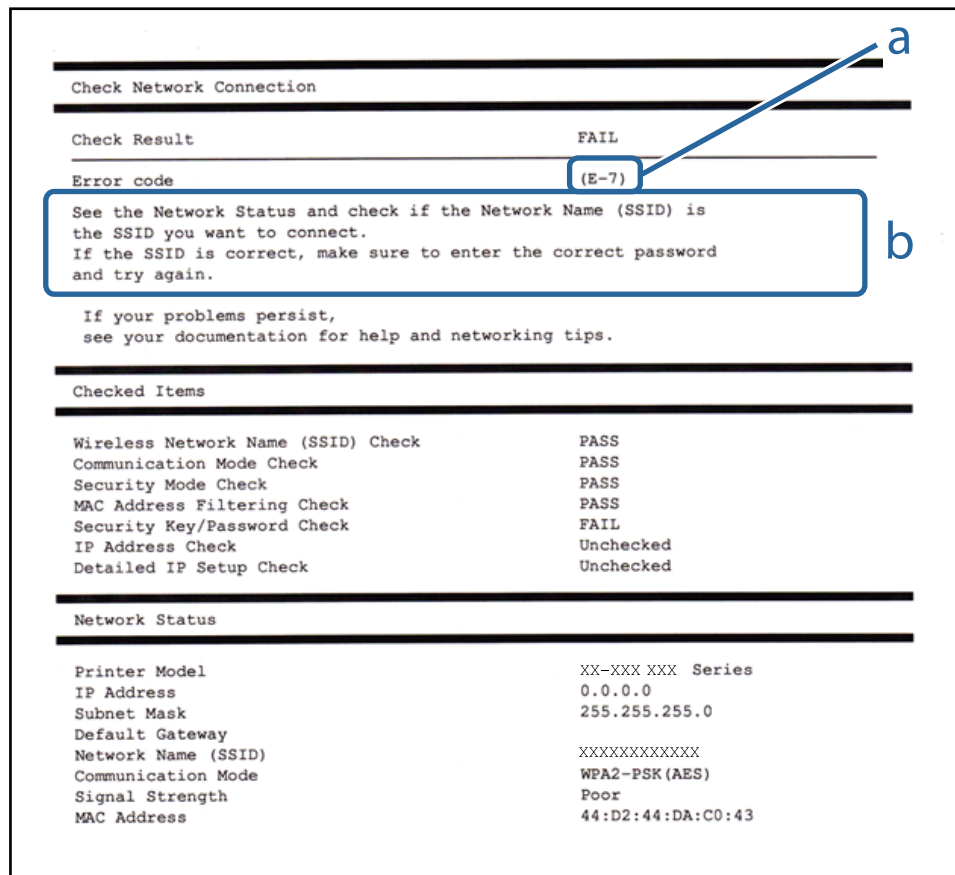 a
Check Network Connection
Check Result FAIL
Error code (E-7)
See the Network Status and check if the Network Name (SSID) is
the SSID you want to connect.
If the SSID is correct, make sure to enter the correct password
and try again.
b
If your problems persist,
see your documentation for help and networking tips.
Checked Items
Wireless Network Name (SSID) Check PASS
Communication Mode Check PASS
Security Mode Check PASS
MAC Address Filtering Check PASS
Security Key/Password Check FAIL
IP Address Check Unchecked
Detailed IP Setup Check Unchecked
Network Status
Printer Model XX-XXX XXX Series
IP Address 0.0.0.0
Subnet Mask 255.255.255.0
Default Gateway
Network Name (SSID) XXXXXXXXXXXX
Communication Mode WPA2-PSK(AES)
Signal Strength Poor
MAC Address 44:D2:44:DA:C0:43